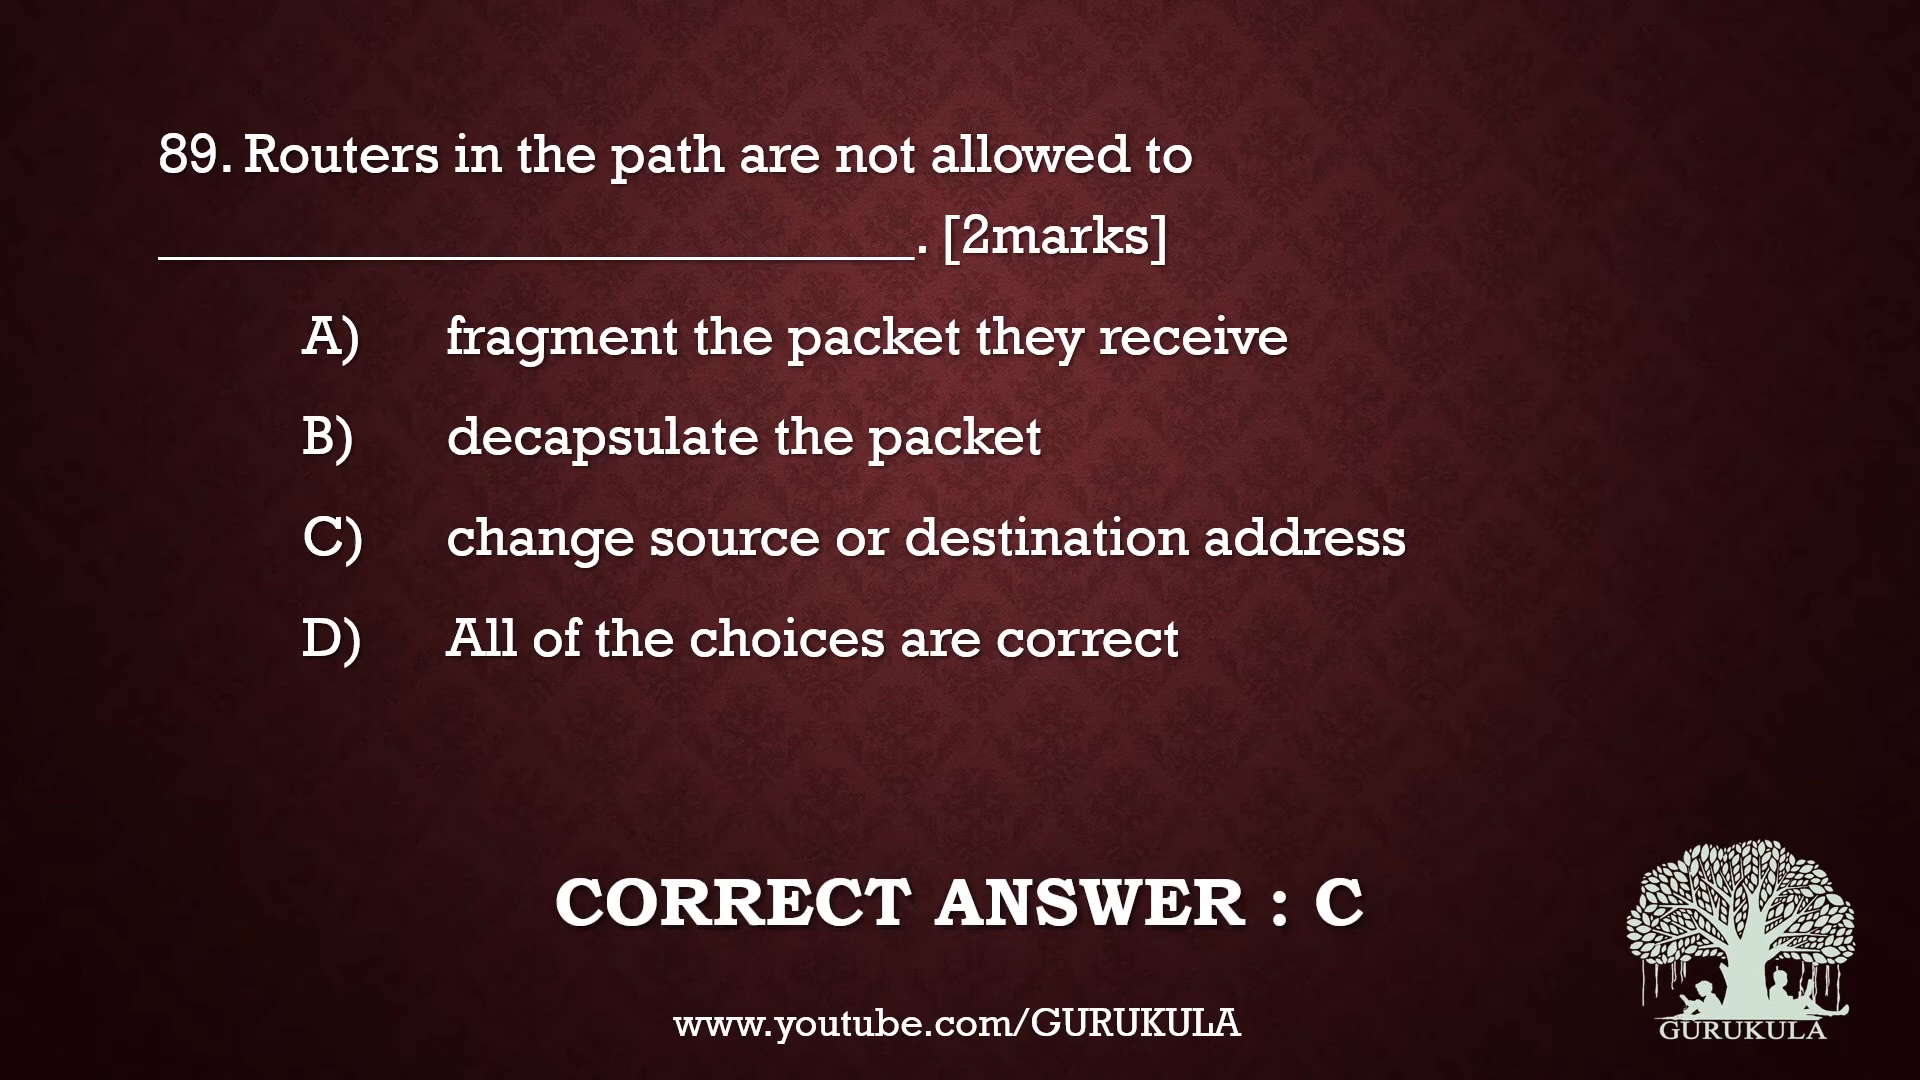 89. Routers in the path are not allowed to
____________________________. [2marks]
A) fragment the packet they receive
B) decapsulate the packet
C) change source or destination address
D) All of the choices are correct
CORRECT ANSWER : C
www.youtube.com/GURUKULA
GURUKULA